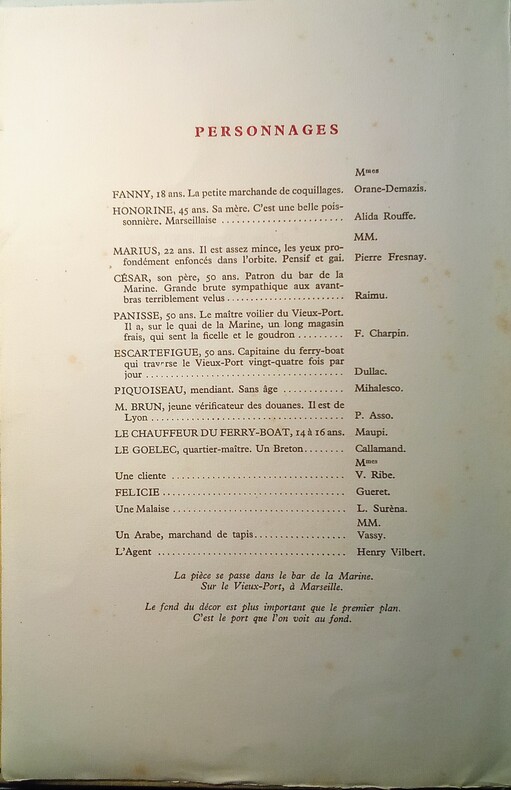 PERSONNAGES
Mmes
FANNY, 18 ans. La petite marchande de coquillages. Orane-Demazis.
HONORINE, 45 ans. Sa mère. C'est une belle pois-
sonnière. Marseillaise ........................ Alida Rouffe.
MM.
MARIUS, 22 ans. Il est assez mince, les yeux pro-
fondément enfoncés dans l'orbite. Pensif et gai. Pierre Fresnay.
CÉSAR, son père, 50 ans. Patron du bar de la
Marine. Grande brute sympathique aux avant-
bras terriblement velus ....................... Raimu.
PANISSE, 50 ans. Le maître voilier du Vieux-Port.
Il a, sur le quai de la Marine, un long magasin
frais, qui sent la ficelle et le goudron ......... F. Charpin.
ESCARTEFIGUE, 50 ans. Capitaine du ferry-boat
qui traverse le Vieux-Port vingt-quatre fois par
jour ....................................... Dullac.
PIQUOISEAU, mendiant. Sans âge ............ Mihalesco.
M. BRUN, jeune vérificateur des douanes. Il est de
Lyon ...................................... P. Asso.
LE CHAUFFEUR DU FERRY-BOAT, 14 à 16 ans. Maupi.
LE GOELEC, quartier-maître. Un Breton........ Callamand.
Mmes
Une cliente ................................... V. Ribe.
FELICIE ..................................... Gueret.
Une Malaise ................................... L. Surèna.
MM.
Un Arabe, marchand de tapis.................. Vassy.
L'Agent ..................................... Henry Vilbert.
La pièce se passe dans le bar de la Marine.
Sur le Vieux-Port, à Marseille.
Le fond du décor est plus important que le premier plan.
C'est le port que l'on voit au fond.